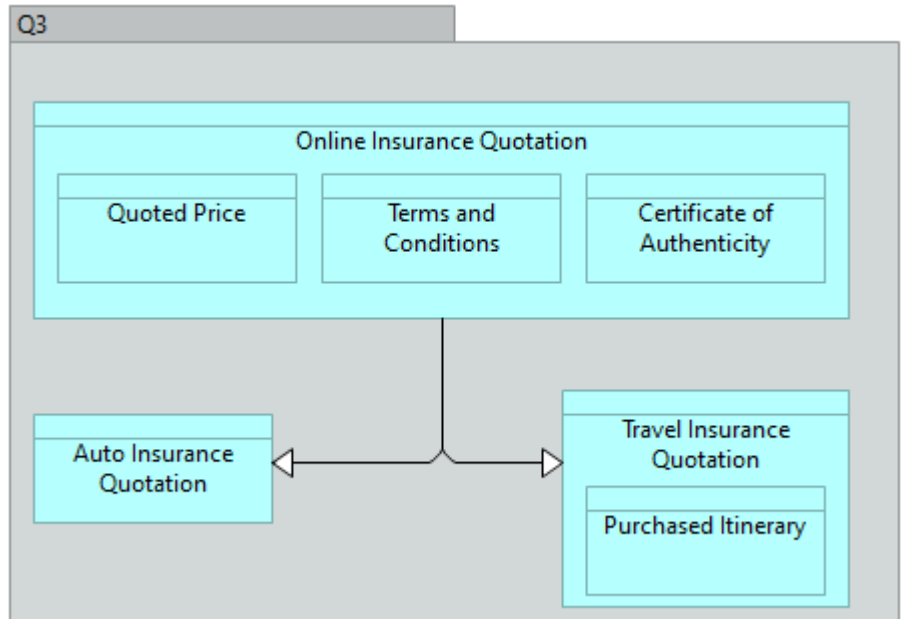 Q3
Online Insurance Quotation
Quoted Price
Terms and
Conditions
Certificate of
Authenticity
Auto Insurance
Quotation
Travel Insurance
Quotation
Purchased Itinerary